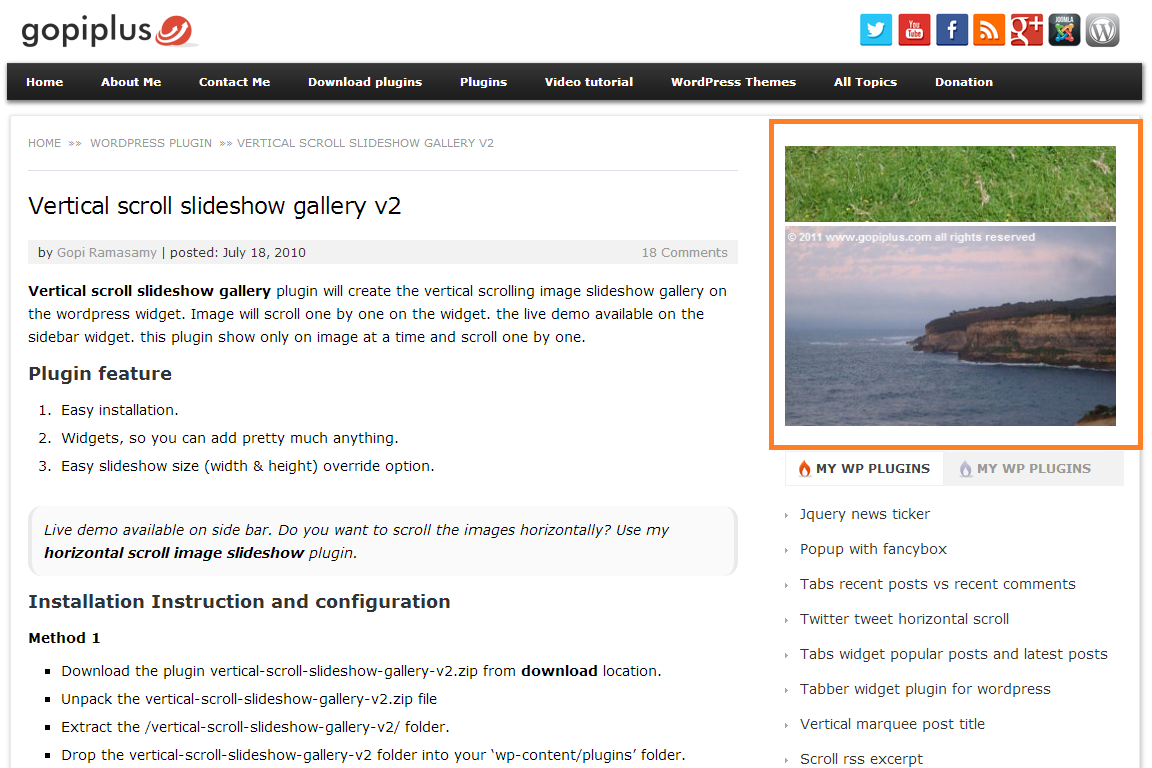 gopiplus
You Tube
g+
JOOMLA
Home About Me Contact Me Download plugins Plugins Video tutorial WordPress Themes All Topics Donation
HOME »» WORDPRESS PLUGIN »» VERTICAL SCROLL SLIDESHOW GALLERY V2
Vertical scroll slideshow gallery v2
by Gopi Ramasamy | posted: July 18, 2010 18 Comments
Vertical scroll slideshow gallery plugin will create the vertical scrolling image slideshow gallery on
the wordpress widget. Image will scroll one by one on the widget. the live demo available on the
sidebar widget. this plugin show only on image at a time and scroll one by one.
Plugin feature
1. Easy installation.
2. Widgets, so you can add pretty much anything.
3. Easy slideshow size (width & height) override option.
Live demo available on side bar. Do you want to scroll the images horizontally? Use my
horizontal scroll image slideshow plugin.
Installation Instruction and configuration
Method 1
Download the plugin vertical-scroll-slideshow-gallery-v2.zip from download location.
Unpack the vertical-scroll-slideshow-gallery-v2.zip file
Extract the /vertical-scroll-slideshow-gallery-v2/ folder.
Drop the vertical-scroll-slideshow-gallery-v2 folder into your ‘wp-content/plugins’ folder.
© 2011 www.gopiplus.com all rights reserved
MY WP PLUGINS MY WP PLUGINS
Jquery news ticker
Popup with fancybox
Tabs recent posts vs recent comments
Twitter tweet horizontal scroll
Tabs widget popular posts and latest posts
Tabber widget plugin for wordpress
Vertical marquee post title
Scroll rss excerpt